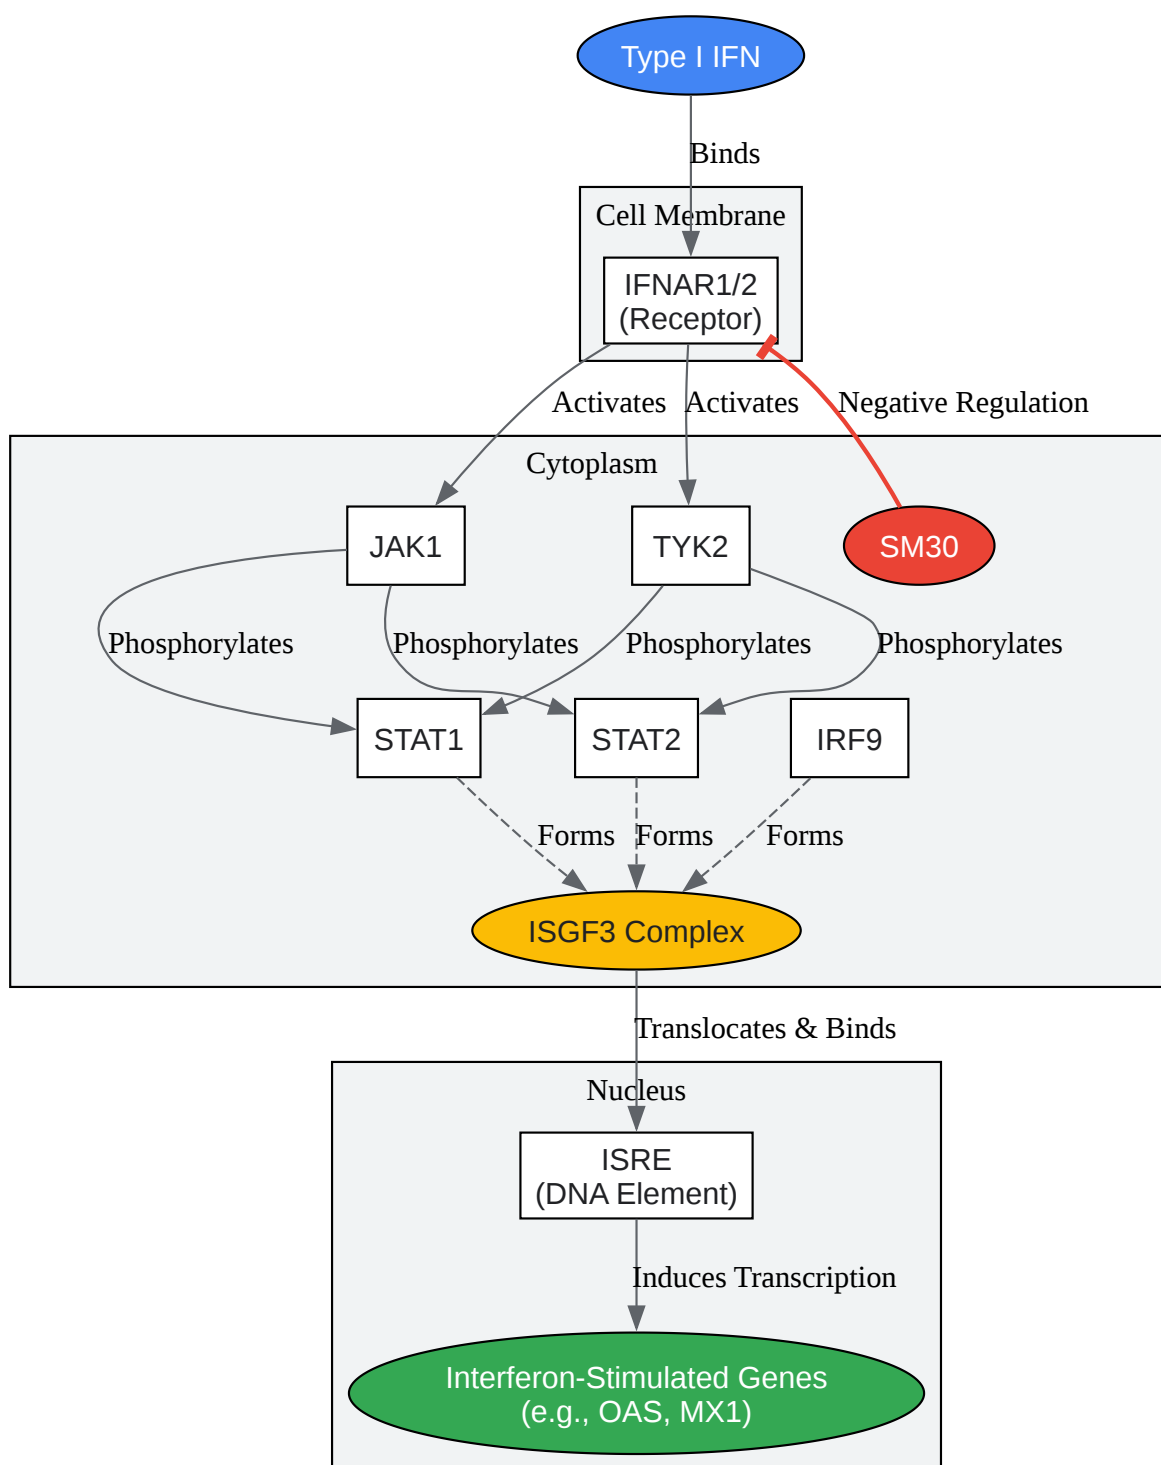 Type I IFN
Binds
Cell Membrane
IFNAR1/2
(Receptor)
Activates
Activates
Negative Regulation
Cytoplasm
JAK1
TYK2
SM30
Phosphorylates
Phosphorylates
Phosphorylates
Phosphorylates
STAT1
STAT2
IRF9
Forms
Forms
Forms
ISGF3 Complex
Translocates & Binds
Nucleus
ISRE
(DNA Element)
Induces Transcription
Interferon-Stimulated Genes
(e.g., OAS, MX1)